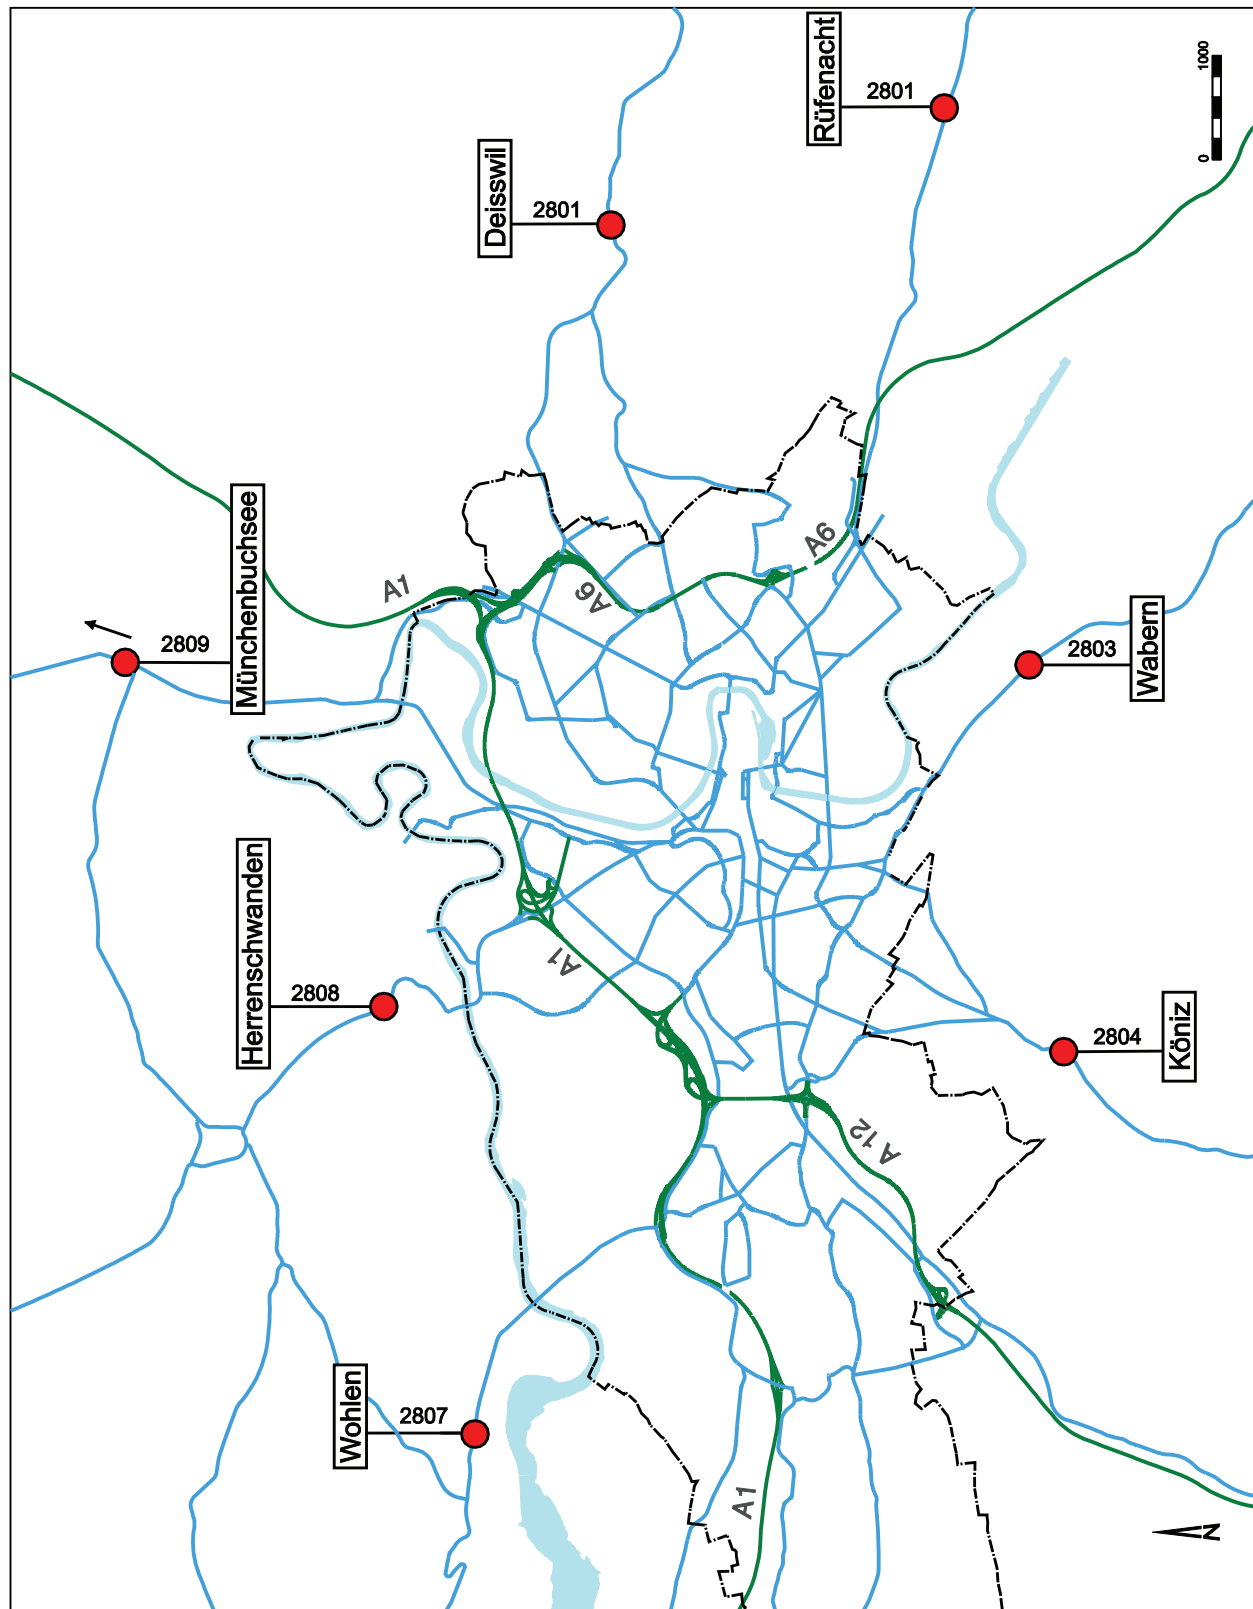 Münchenbuchsee
2809
Herrenschwanden
2808
Wohlen
2807
Deisswil
2801
Rüfenacht
2801
Wabern
2803
Köniz
2804
A1
A6
A6
A1
A12
A1
0
1000
N